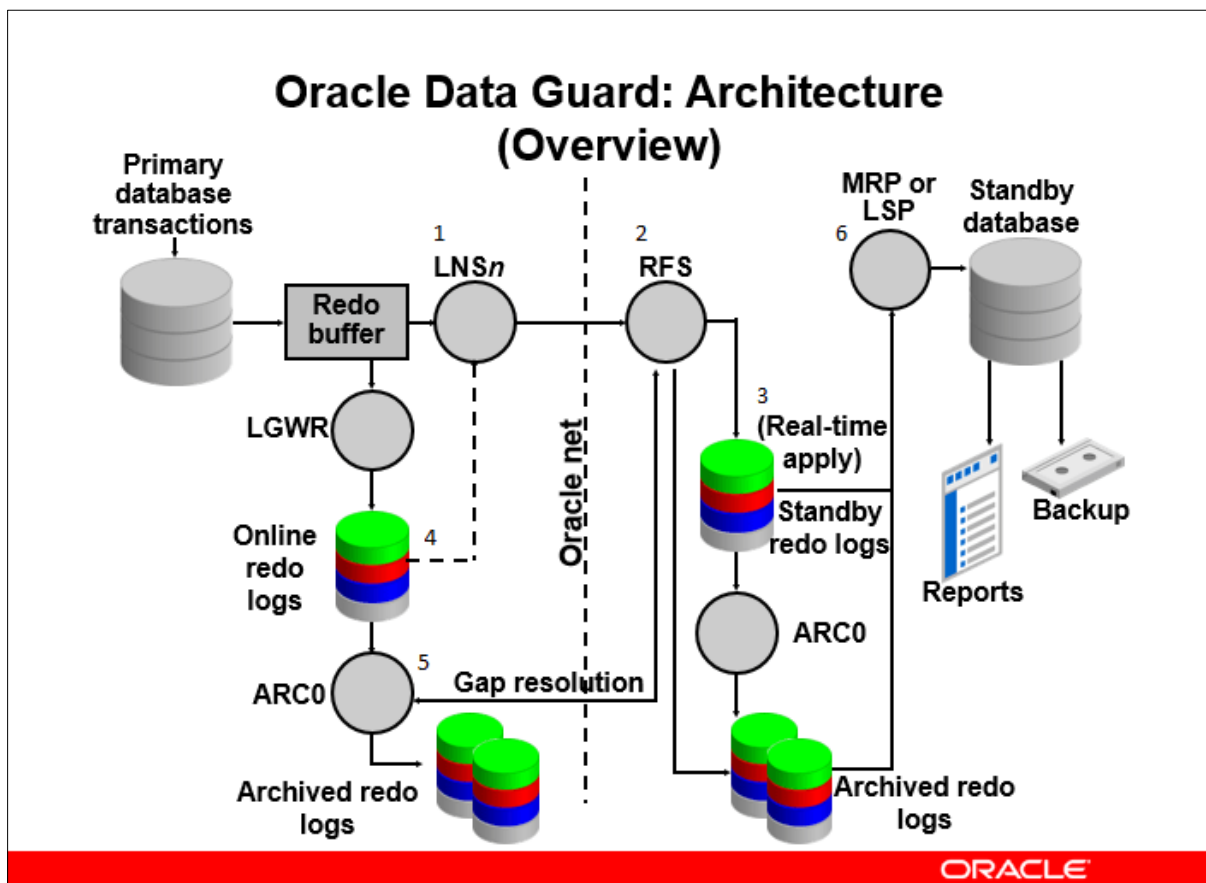 Oracle Data Guard: Architecture
(Overview)
Primary
database
transactions
Redo
buffer
1
LNSn
2
RFS
6
MRP or
LSP
Standby
database
LGWR
Oracle net
3
(Real-time
apply)
Standby
redo logs
Online
redo
logs
4
Reports
Backup
ARC0
5
Gap resolution
ARC0
Archived redo
logs
Archived redo
logs
ORACLE